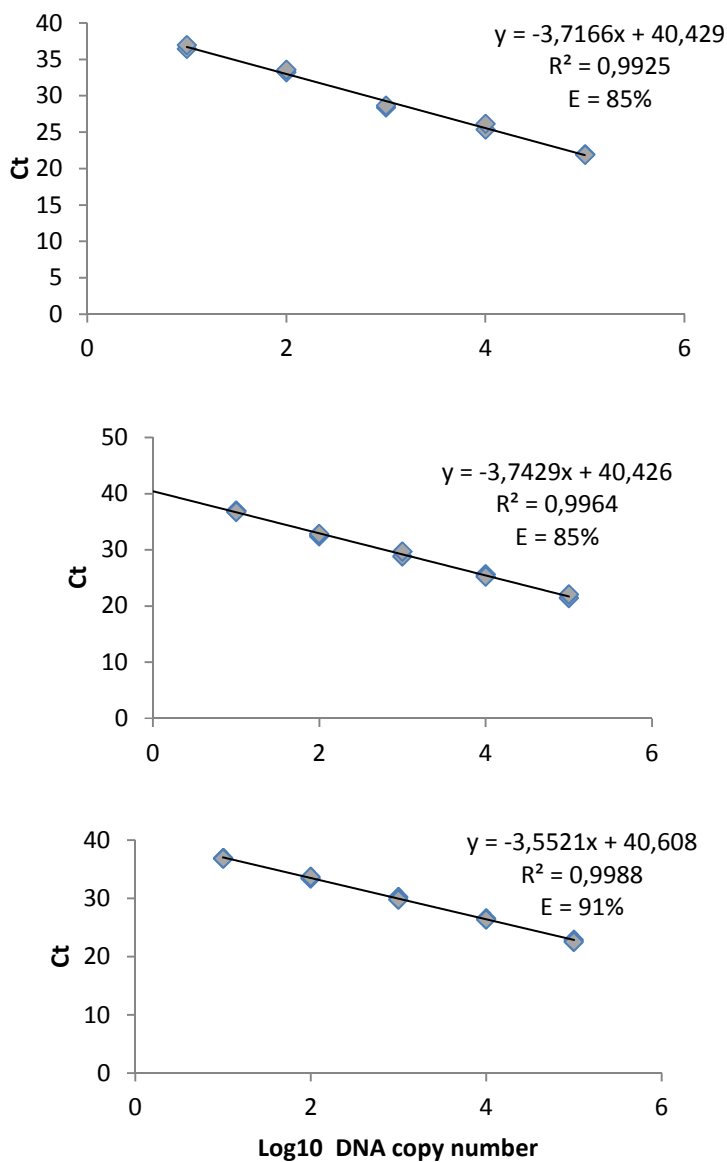 40
35
30
25
20
15
10
5
0
Ct
y = -3,7166x + 40,429
R² = 0,9925
E = 85%
0 2 4 6
50
40
30
20
10
0
Ct
y = -3,7429x + 40,426
R² = 0,9964
E = 85%
0 2 4 6
40
30
20
10
0
Ct
y = -3,5521x + 40,608
R² = 0,9988
E = 91%
0 2 4 6
Log10 DNA copy number